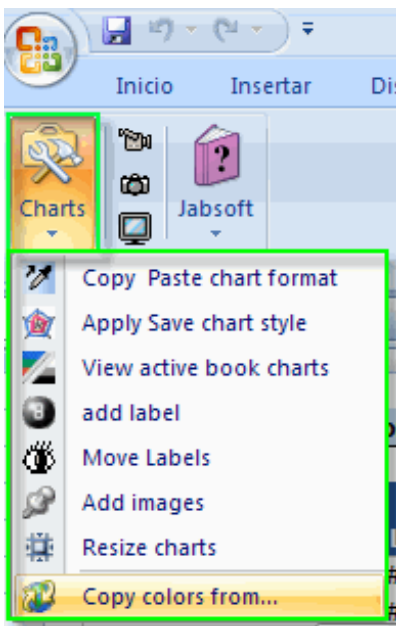 Inicio Insertar Dis
Charts Jabsoft
Copy Paste chart format
Apply Save chart style
View active book charts
add label
Move Labels
Add images
Resize charts
Copy colors from...
#
#